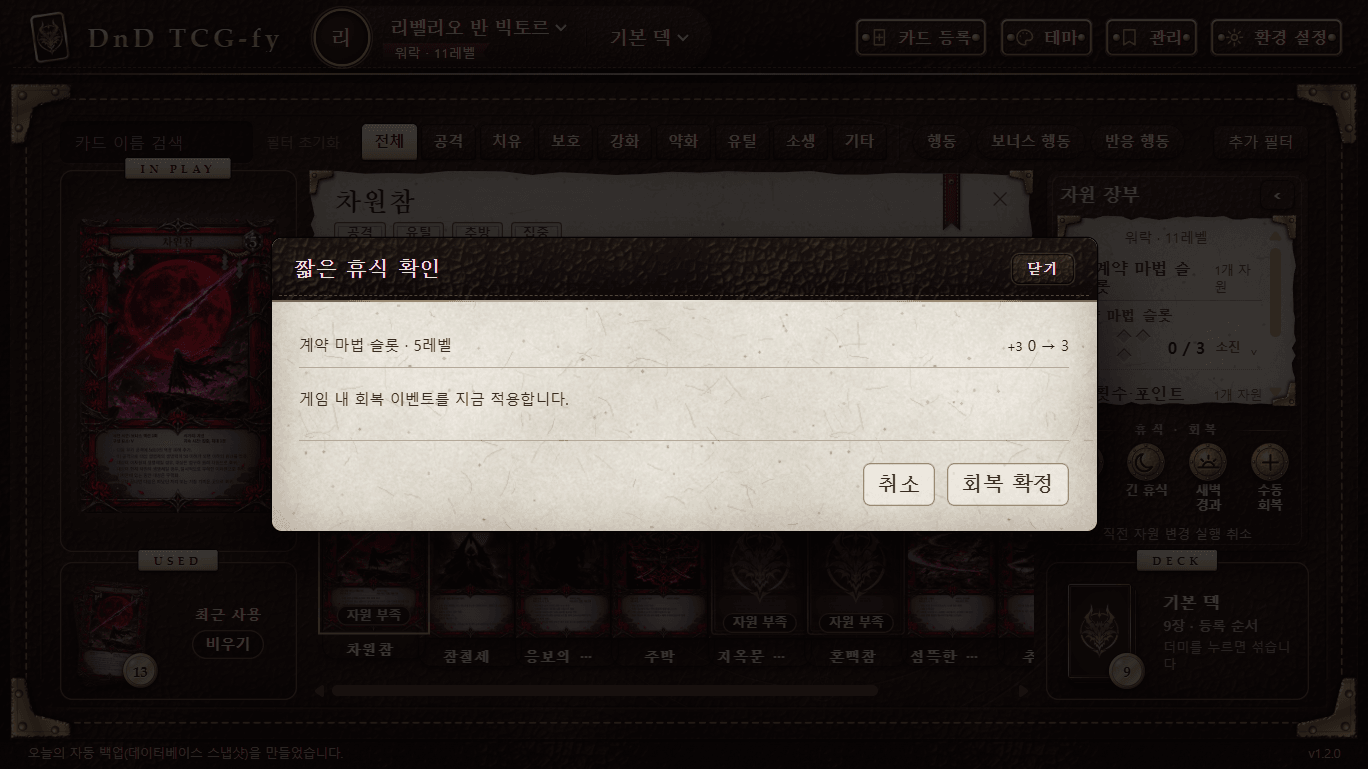 DnD TCG-fy
리
리벨리오 반 빅토르
워락 · 11레벨
기본 덱
카드 등록
테마
관리
환경 설정
카드 이름 검색
필터 초기화
전체
공격
치유
보호
강화
약화
유틸
소생
기타
행동
보너스 행동
반응 행동
추가 필터
IN PLAY
차원참
5
차원참
공격
유틸
추방
집중
자원 장부
워락 · 11레벨
계약 마법 슬
1개 자원
마법 슬롯
0 / 3 소진
횟수 포인트
1개 자원
짧은 휴식 확인
닫기
계약 마법 슬롯 · 5레벨
+3 0 → 3
게임 내 회복 이벤트를 지금 적용합니다.
취소
회복 확정
휴식 · 회복
긴 휴식
새벽 경과
수동 회복
직전 자원 변경 실행 취소
USED
최근 사용
비우기
13
자원 부족
자원 부족
자원 부족
차원참
참철세
응보의 ...
주박
지옥문 ...
혼백참
섬뜩한 ...
DECK
기본 덱
9장 · 등록 순서
더미를 누르면 섞습니다
9
오늘의 자동 백업(데이터베이스 스냅샷)을 만들었습니다.
v1.2.0